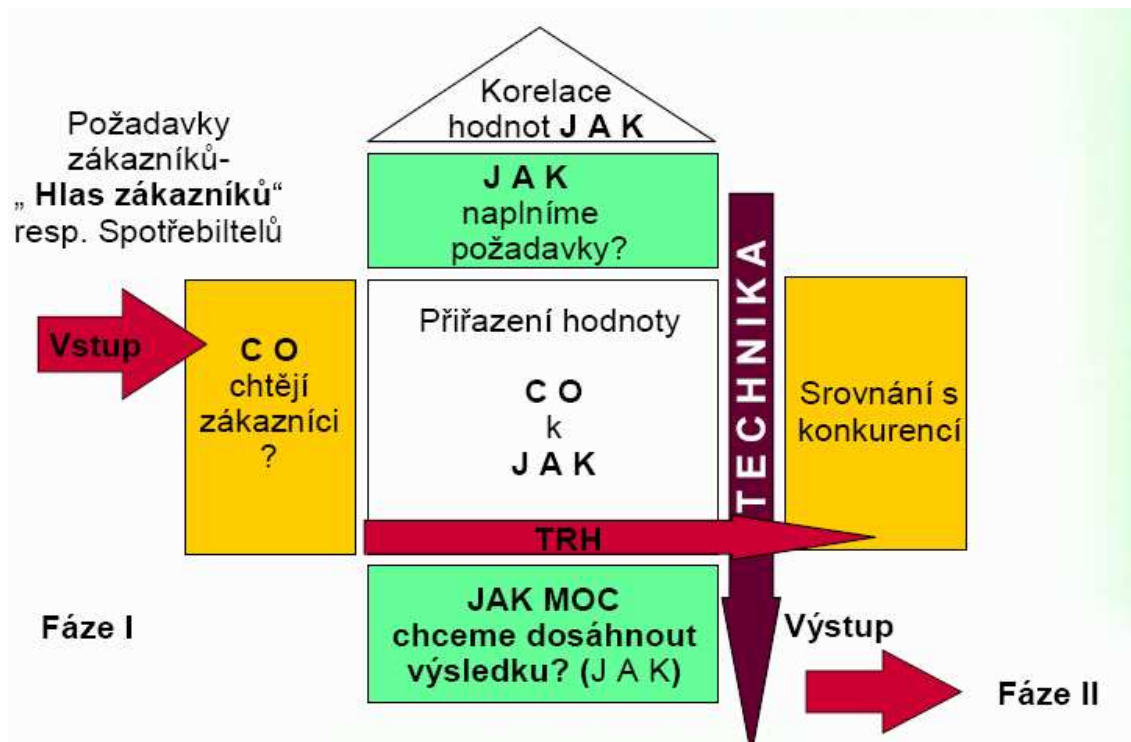 Korelace
hodnot J A K
Požadavky
zákazníků-
„ Hlas zákazníků“
resp. Spotřebiltelů
J A K
naplníme
požadavky?
Vstup
C O
chtějí
zákazníci
?
Přiřazení hodnoty
C O
k
J A K
TECHNIKA
Srovnání s
konkurencí
TRH
JAK MOC
chceme dosáhnout
výsledku? (J A K)
Fáze I
Výstup
Fáze II